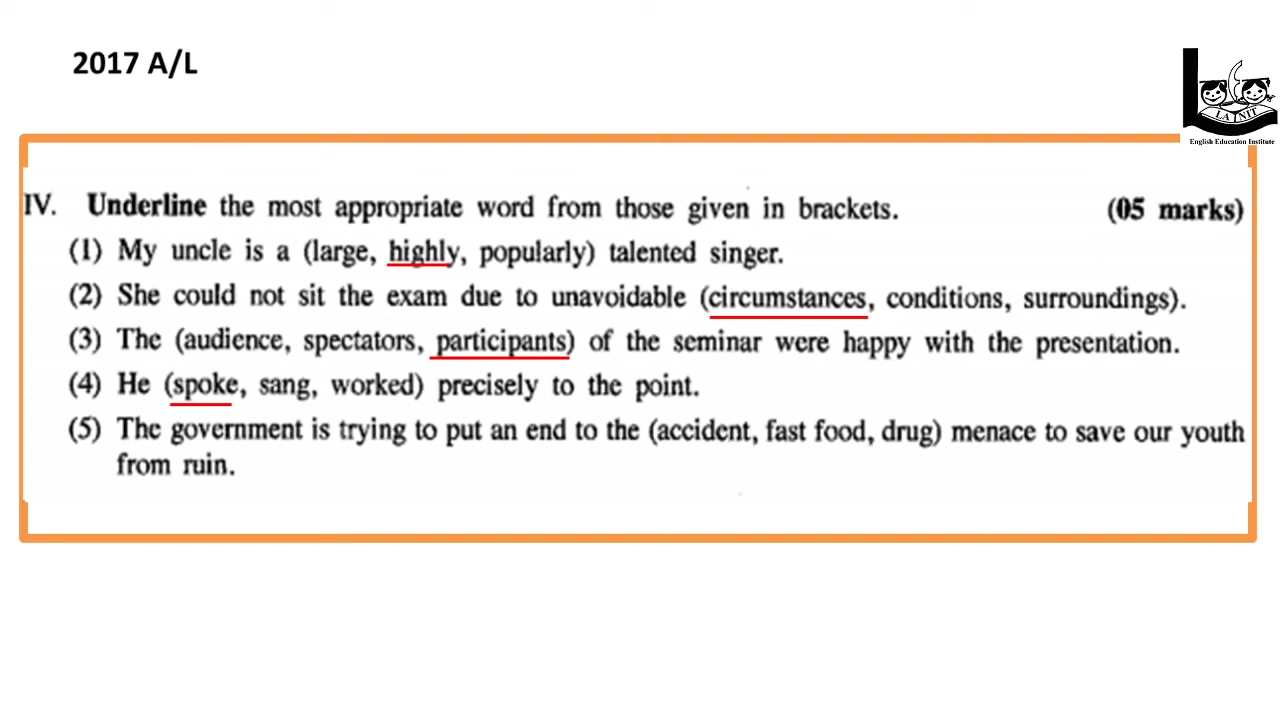 2017 A/L
LA NIT
English Education Institute
IV. Underline the most appropriate word from those given in brackets. (05 marks)
(1) My uncle is a (large, highly, popularly) talented singer.
(2) She could not sit the exam due to unavoidable (circumstances, conditions, surroundings).
(3) The (audience, spectators, participants) of the seminar were happy with the presentation.
(4) He (spoke, sang, worked) precisely to the point.
(5) The government is trying to put an end to the (accident, fast food, drug) menace to save our youth
from ruin.